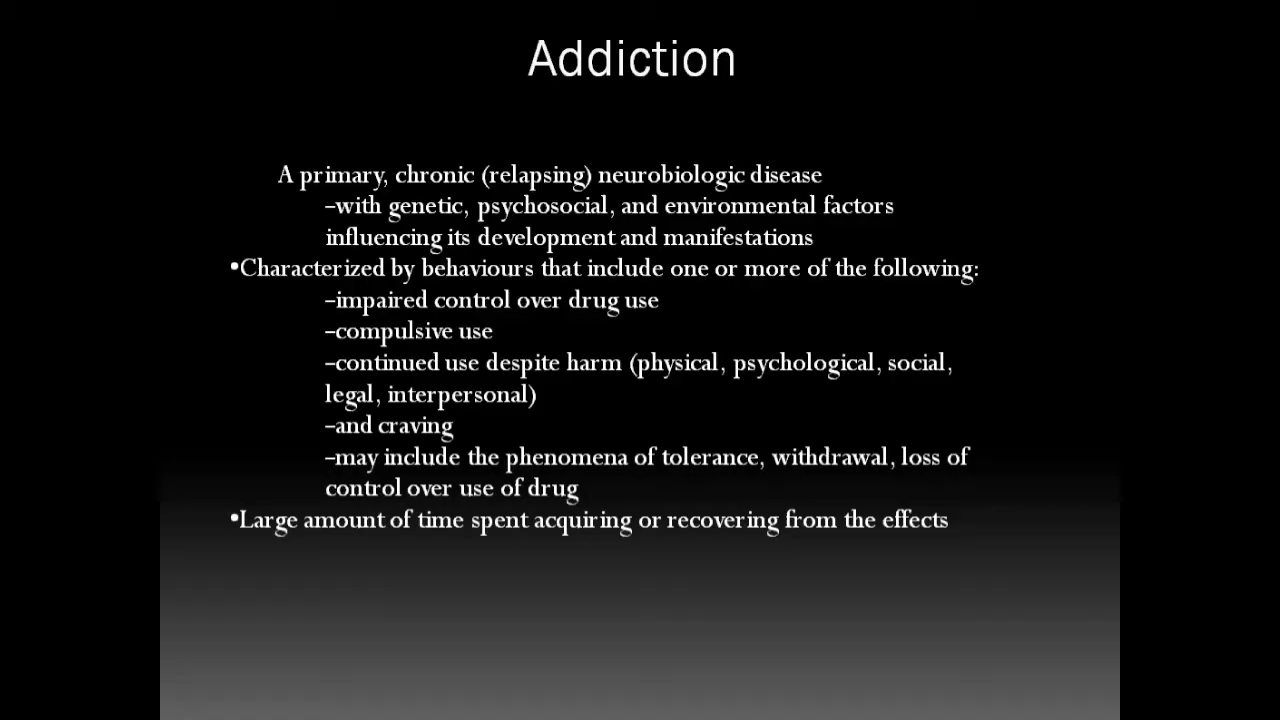 Addiction
A primary, chronic (relapsing) neurobiologic disease
–with genetic, psychosocial, and environmental factors
influencing its development and manifestations
•Characterized by behaviours that include one or more of the following:
–impaired control over drug use
–compulsive use
–continued use despite harm (physical, psychological, social,
legal, interpersonal)
–and craving
–may include the phenomena of tolerance, withdrawal, loss of
control over use of drug
•Large amount of time spent acquiring or recovering from the effects